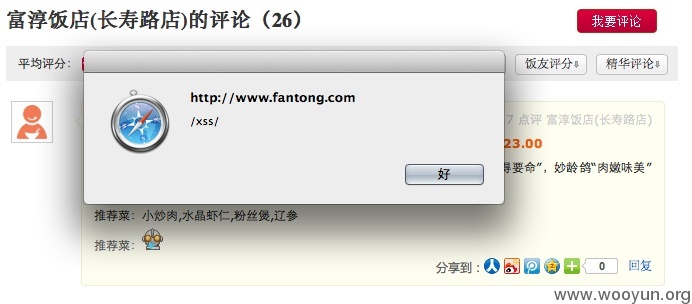 富淳饭店(长寿路店)的评论（26）
我要评论
平均评分：
饭友评分⇩
精华评论⇩
http://www.fantong.com
/xss/
好
7 点评 富淳饭店(长寿路店)
23.00
得要命”，妙龄鸽“肉嫩味美”
推荐菜：小炒肉,水晶虾仁,粉丝煲,辽参
推荐菜：
分享到：
0
回复
www.wooyun.org